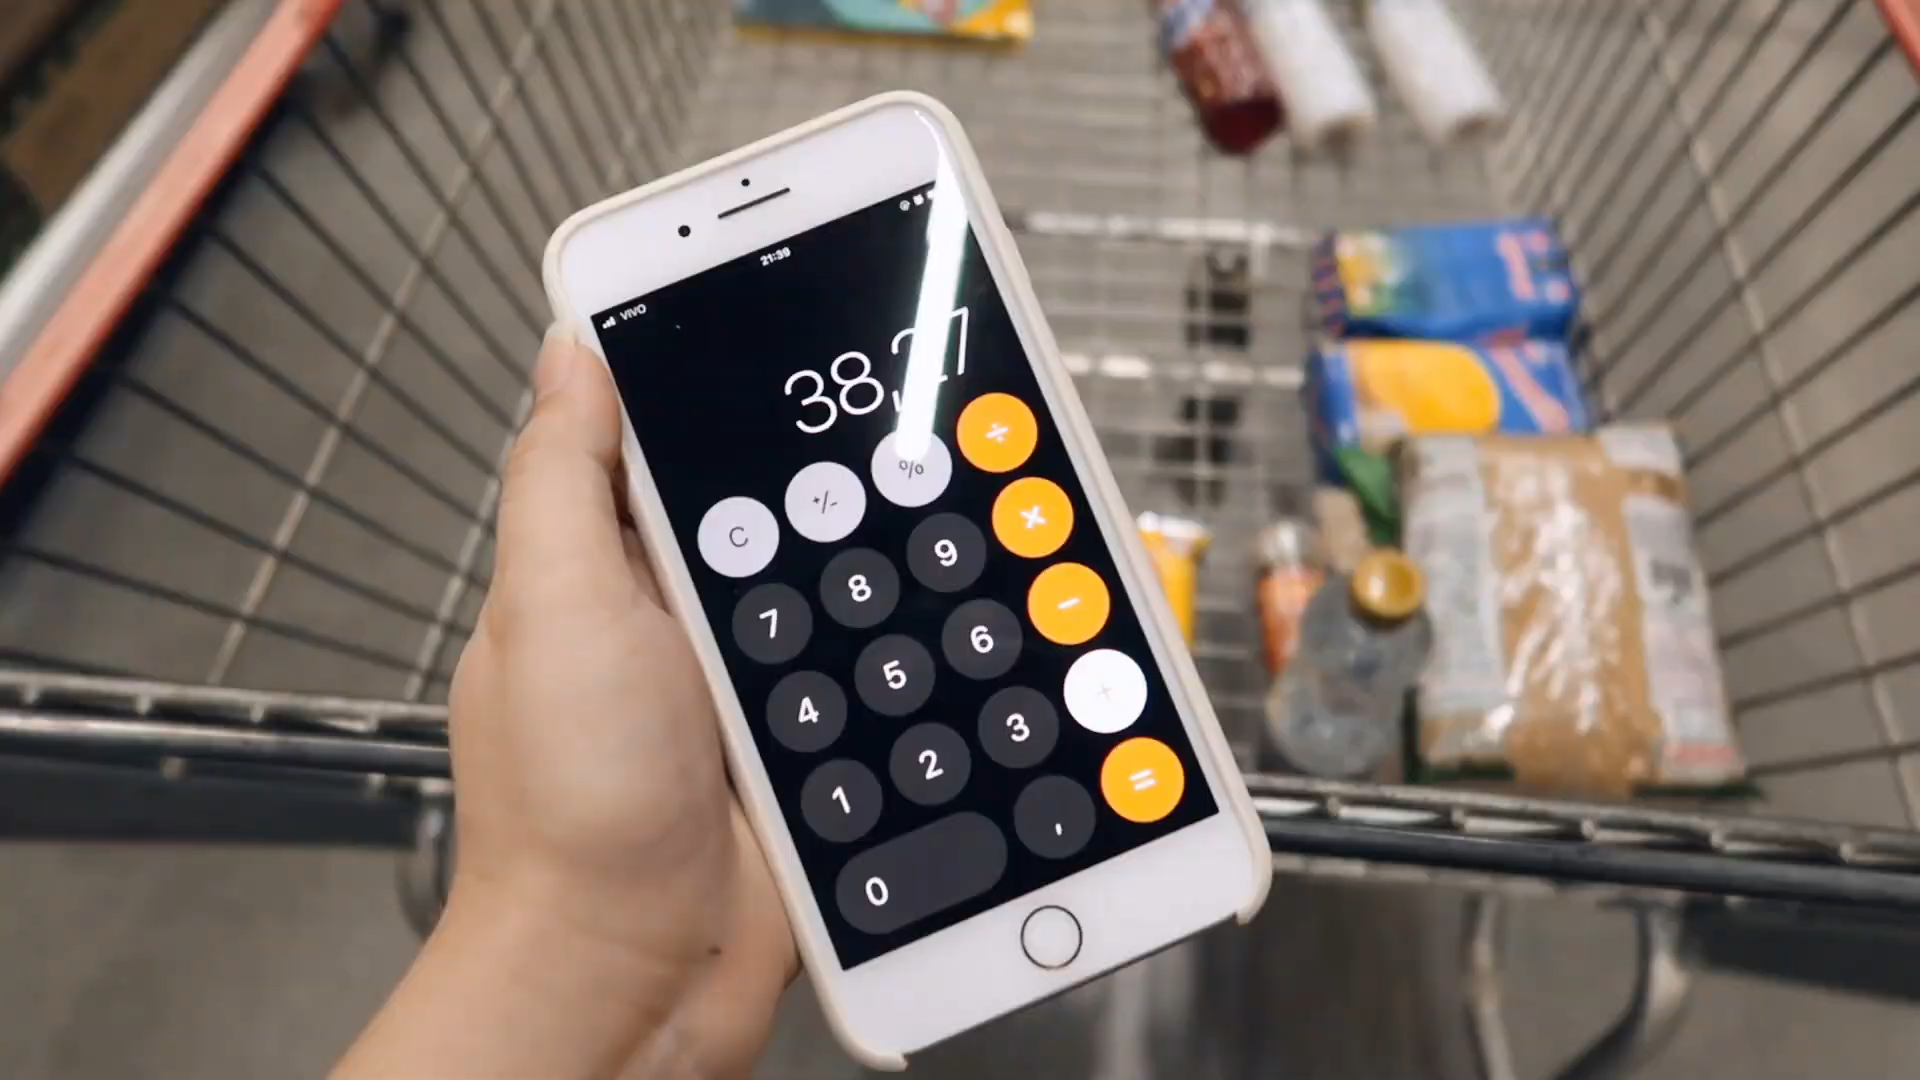 21:39
VIVO
38,27
C +/- % ÷
7 8 9 ×
4 5 6 −
1 2 3 +
0 , =